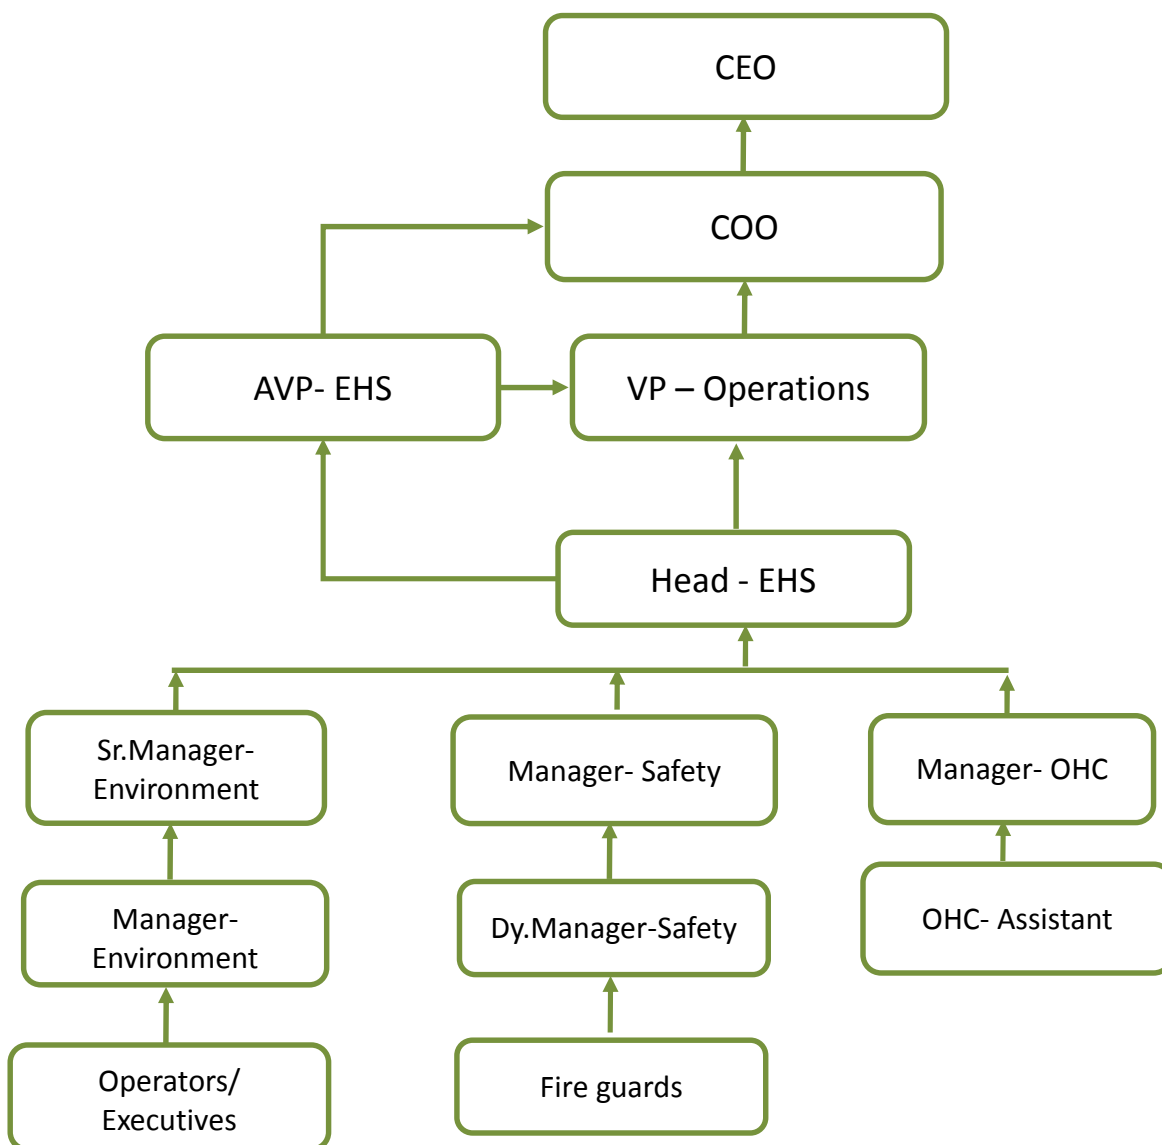 CEO
COO
AVP- EHS
VP – Operations
Head - EHS
Sr.Manager-
Environment
Manager- Safety
Manager- OHC
Manager-
Environment
Dy.Manager-Safety
OHC- Assistant
Operators/
Executives
Fire guards